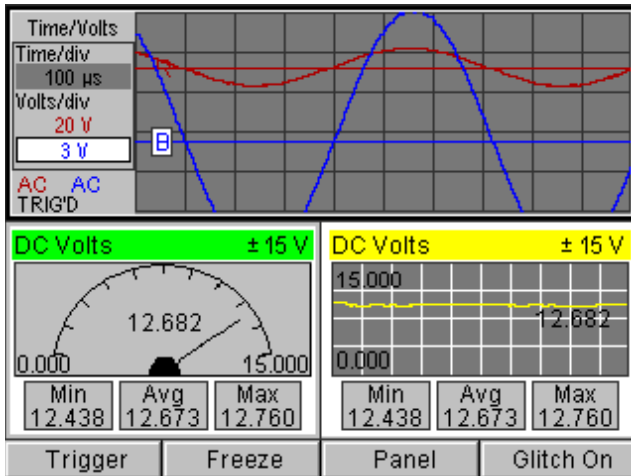 Time/Volts
Time/div
100 µs
Volts/div
20 V
3 V
AC AC
TRIG'D
B
DC Volts ± 15 V
12.682
0.000 15.000
Min Avg Max
12.438 12.673 12.760
DC Volts ± 15 V
15.000
12.682
0.000
Min Avg Max
12.438 12.673 12.760
Trigger Freeze Panel Glitch On